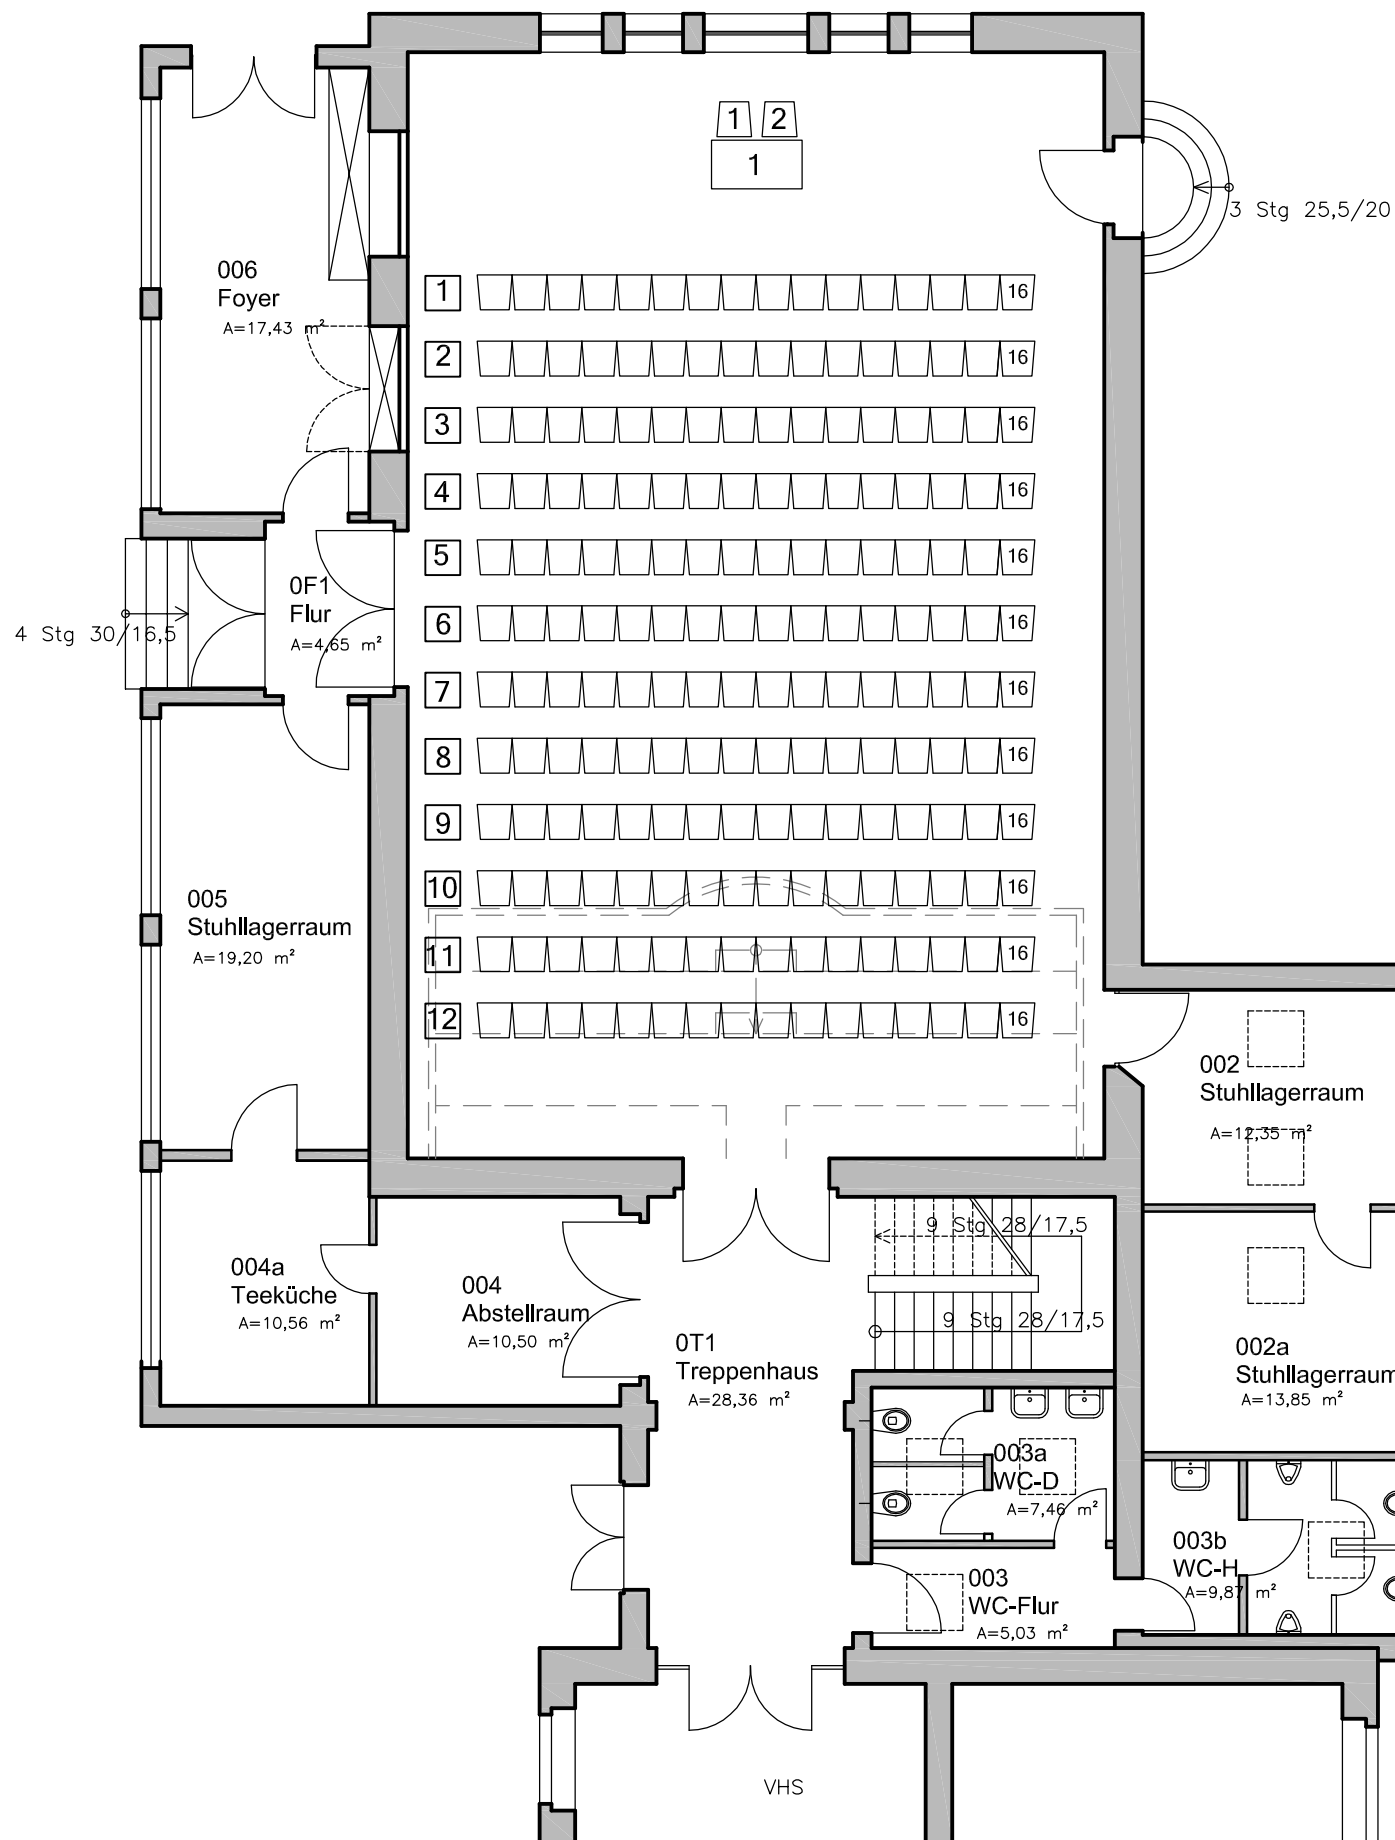 1 2
1
3 Stg 25,5/20
006
Foyer
A=17,43 m²
1 16
2 16
3 16
4 16
5 16
0F1
Flur
A=4,65 m²
4 Stg 30/16,5
6 16
7 16
8 16
9 16
10 16
005
Stuhllagerraum
A=19,20 m²
11 16
12 16
002
Stuhllagerraum
A=12,35 m²
9 Stg 28/17,5
9 Stg 28/17,5
004a
Teeküche
A=10,56 m²
004
Abstellraum
A=10,50 m²
0T1
Treppenhaus
A=28,36 m²
002a
Stuhllagerraum
A=13,85 m²
003a
WC-D
A=7,46 m²
003b
WC-H
A=9,87 m²
003
WC-Flur
A=5,03 m²
VHS